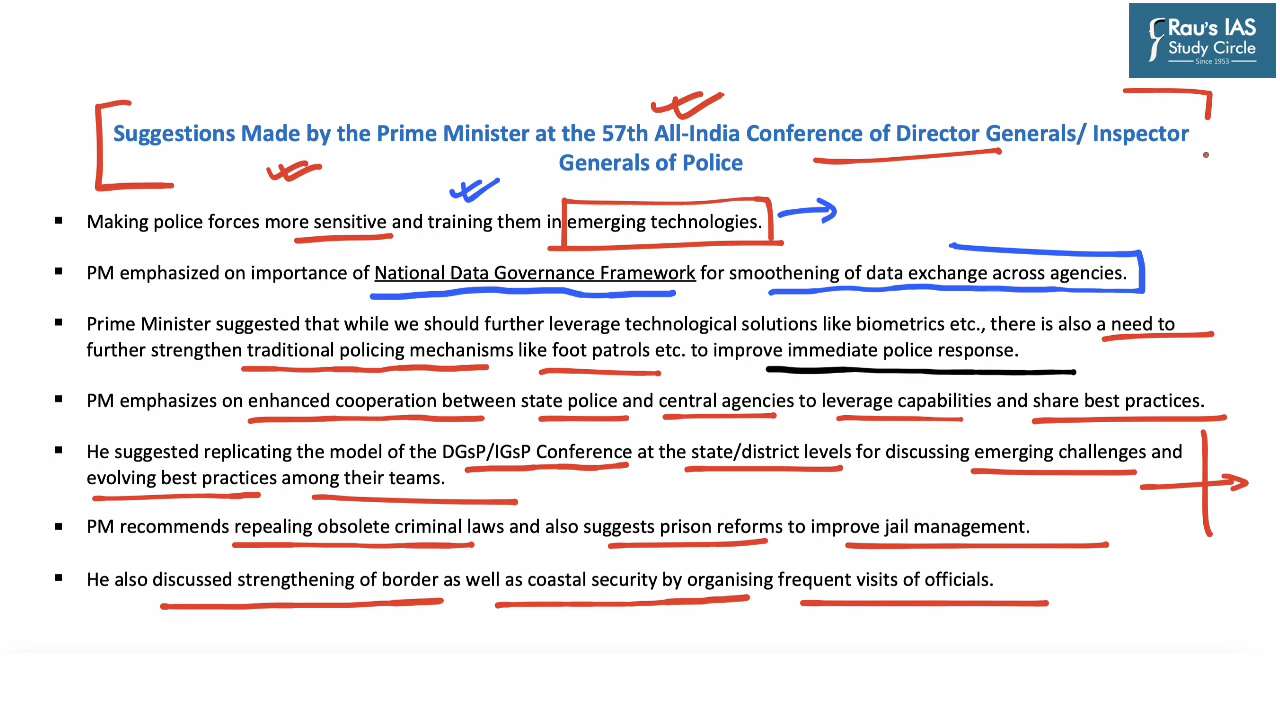 Rau's IAS
Study Circle
Since 1953
Suggestions Made by the Prime Minister at the 57th All-India Conference of Director Generals/ Inspector
Generals of Police
▪ Making police forces more sensitive and training them in emerging technologies.
▪ PM emphasized on importance of National Data Governance Framework for smoothening of data exchange across agencies.
▪ Prime Minister suggested that while we should further leverage technological solutions like biometrics etc., there is also a need to
further strengthen traditional policing mechanisms like foot patrols etc. to improve immediate police response.
▪ PM emphasizes on enhanced cooperation between state police and central agencies to leverage capabilities and share best practices.
▪ He suggested replicating the model of the DGsP/IGsP Conference at the state/district levels for discussing emerging challenges and
evolving best practices among their teams.
▪ PM recommends repealing obsolete criminal laws and also suggests prison reforms to improve jail management.
▪ He also discussed strengthening of border as well as coastal security by organising frequent visits of officials.